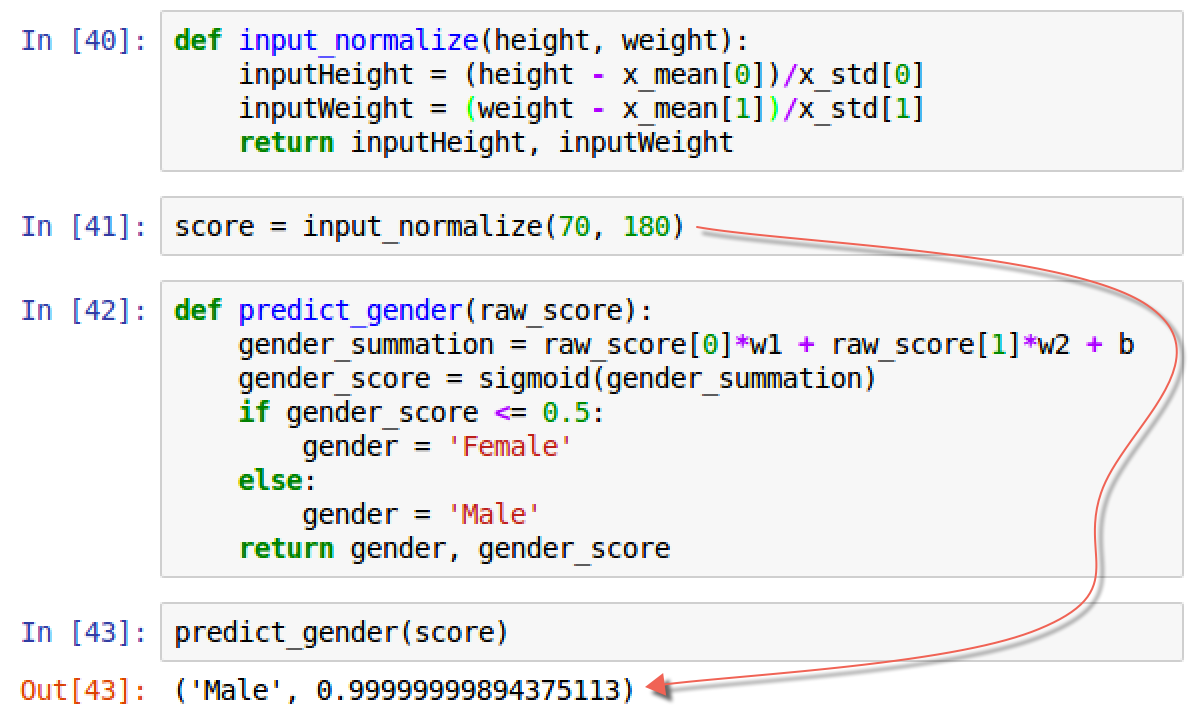 In [40]: def input_normalize(height, weight):
    inputHeight = (height - x_mean[0])/x_std[0]
    inputWeight = (weight - x_mean[1])/x_std[1]
    return inputHeight, inputWeight
In [41]: score = input_normalize(70, 180)
In [42]: def predict_gender(raw_score):
    gender_summation = raw_score[0]*w1 + raw_score[1]*w2 + b
    gender_score = sigmoid(gender_summation)
    if gender_score <= 0.5:
        gender = 'Female'
    else:
        gender = 'Male'
    return gender, gender_score
In [43]: predict_gender(score)
Out[43]: ('Male', 0.99999999894375113)